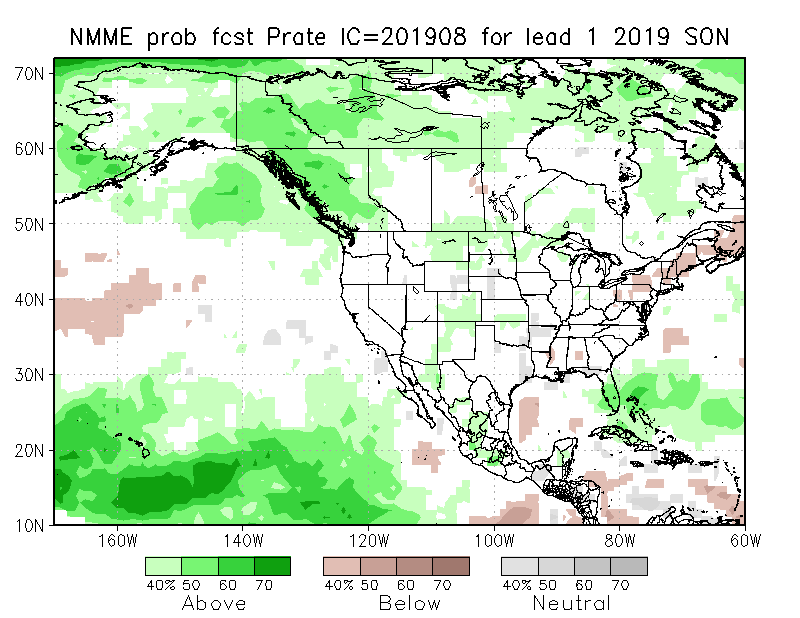 NMME prob fcst Prate IC=201908 for lead 1 2019 SON
70N
60N
50N
40N
30N
20N
10N
160W 140W 120W 100W 80W 60W
40% 50 60 70 40% 50 60 70 40% 50 60 70
Above Below Neutral